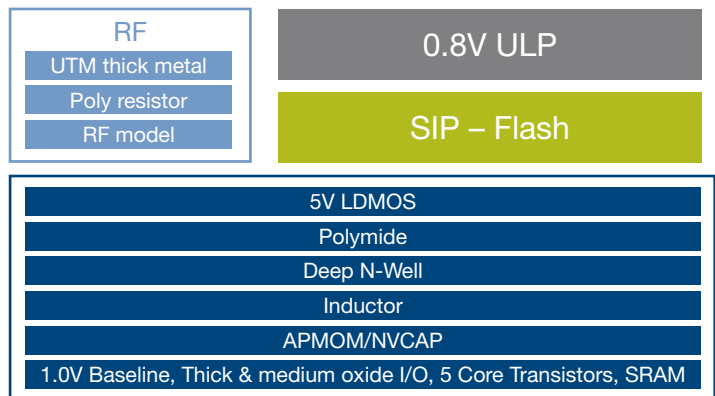 RF
UTM thick metal
Poly resistor
RF model
0.8V ULP
SIP – Flash
5V LDMOS
Polymide
Deep N-Well
Inductor
APMOM/NVCAP
1.0V Baseline, Thick & medium oxide I/O, 5 Core Transistors, SRAM